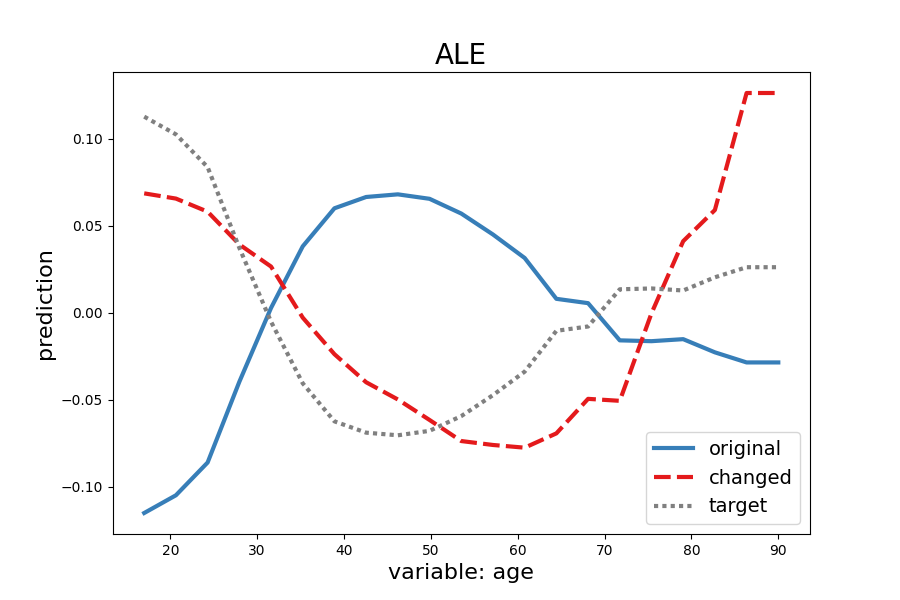 ALE
prediction
0.10
0.05
0.00
−0.05
−0.10
20 30 40 50 60 70 80 90
variable: age
original
changed
target